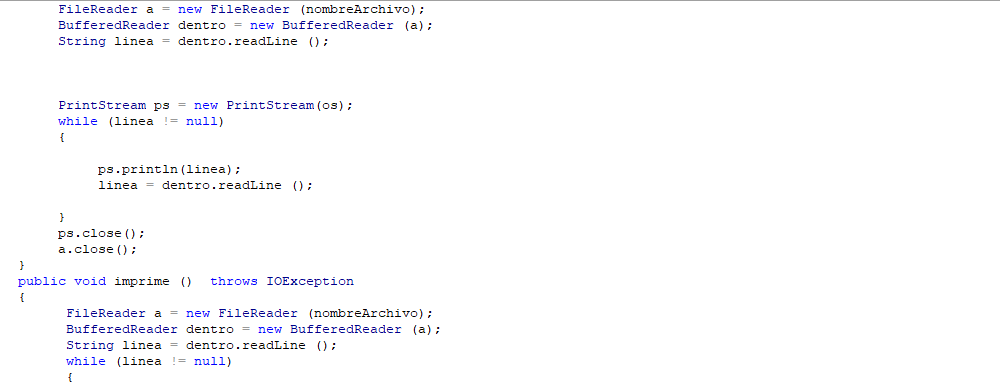 FileReader a = new FileReader (nombreArchivo);
BufferedReader dentro = new BufferedReader (a);
String linea = dentro.readLine ();
PrintStream ps = new PrintStream(os);
while (linea != null)
{
ps.println(linea);
linea = dentro.readLine ();
}
ps.close();
a.close();
}
public void imprime ()  throws IOException
{
FileReader a = new FileReader (nombreArchivo);
BufferedReader dentro = new BufferedReader (a);
String linea = dentro.readLine ();
while (linea != null)
{